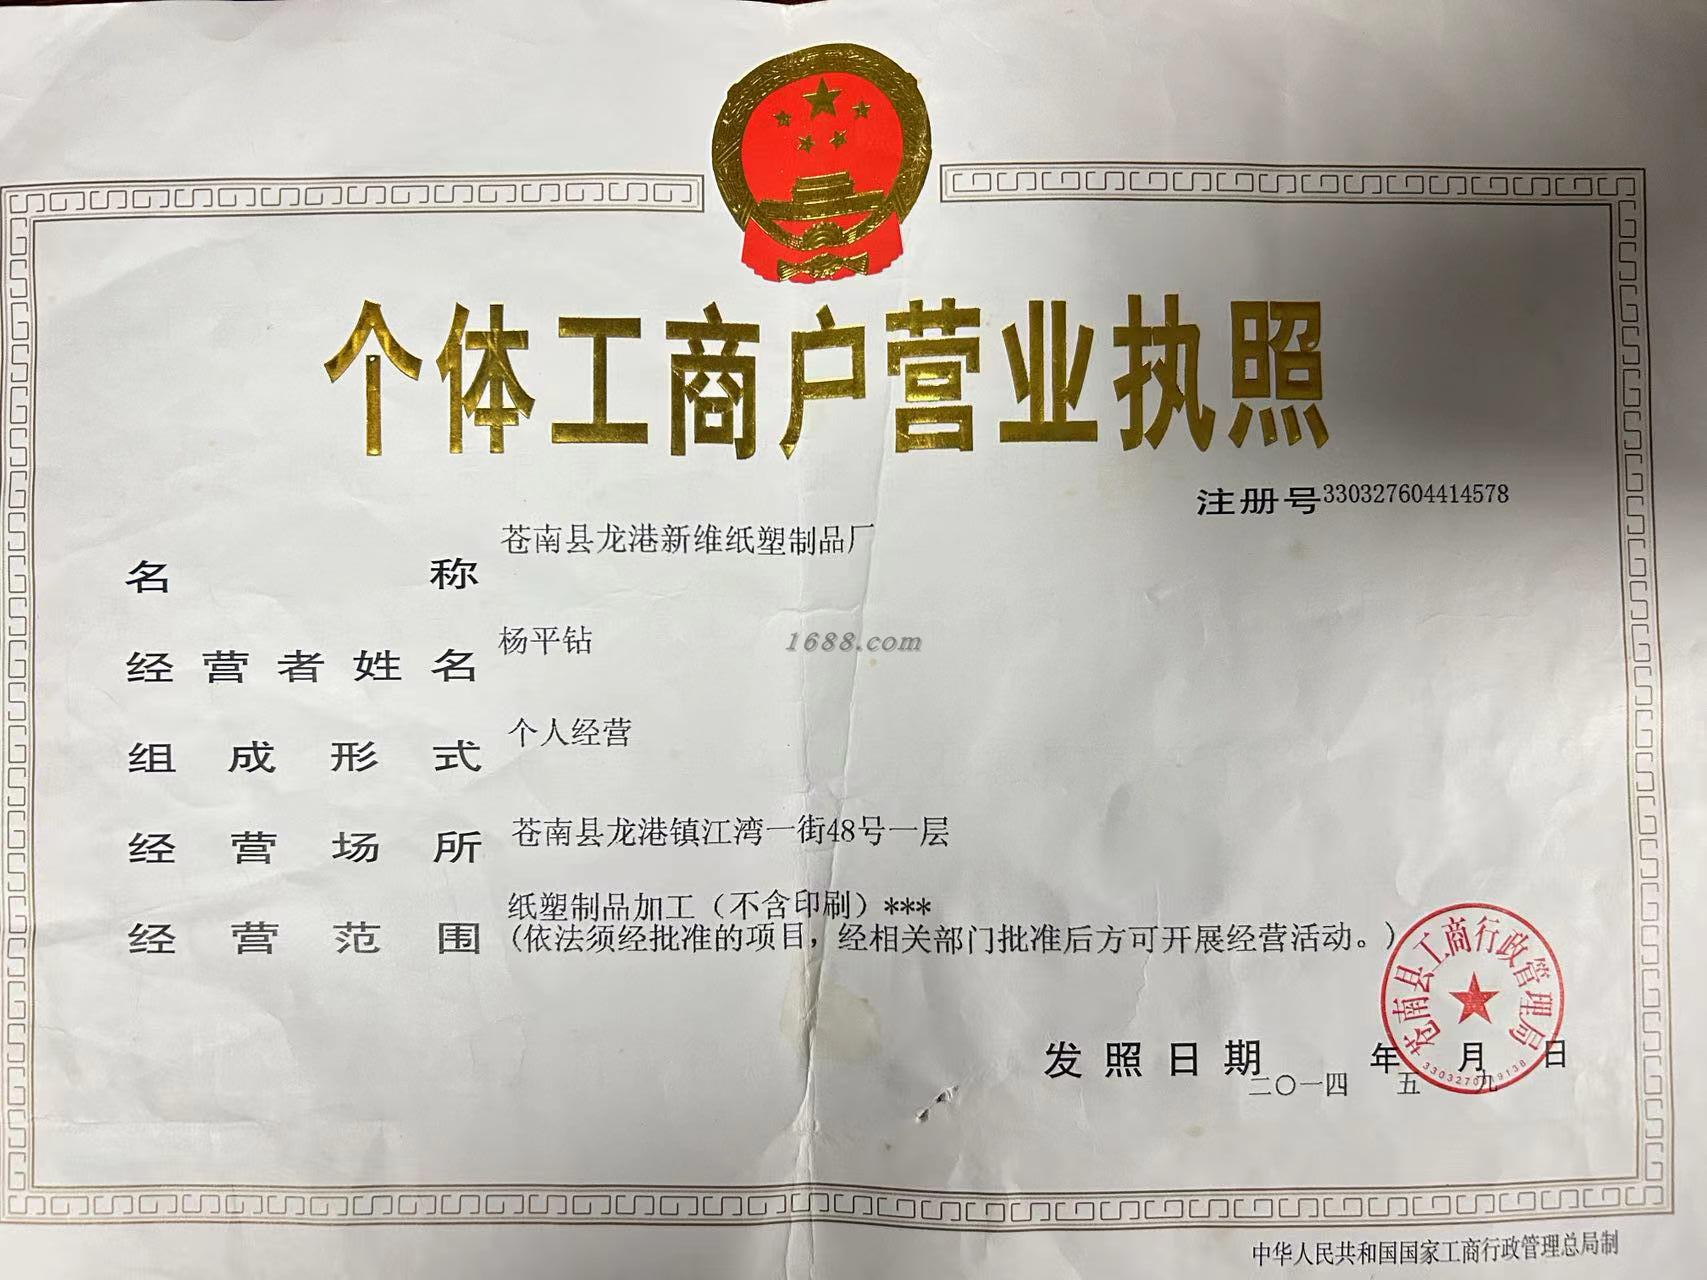 个体工商户营业执照
注册号330327604414578
名称 苍南县龙港新维纸塑制品厂
经营者姓名 杨平钻
1688.com
组成形式 个人经营
经营场所 苍南县龙港镇江湾一街48号一层
经营范围 纸塑制品加工（不含印刷）***
(依法须经批准的项目，经相关部门批准后方可开展经营活动。)
苍南县工商行政管理局
发照日期 二〇一四年五月九日
中华人民共和国国家工商行政管理总局制